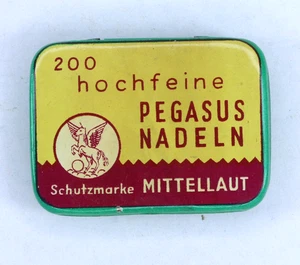 200
hochfeine
PEGASUS
NADELN
Schutzmarke MITTELLAUT